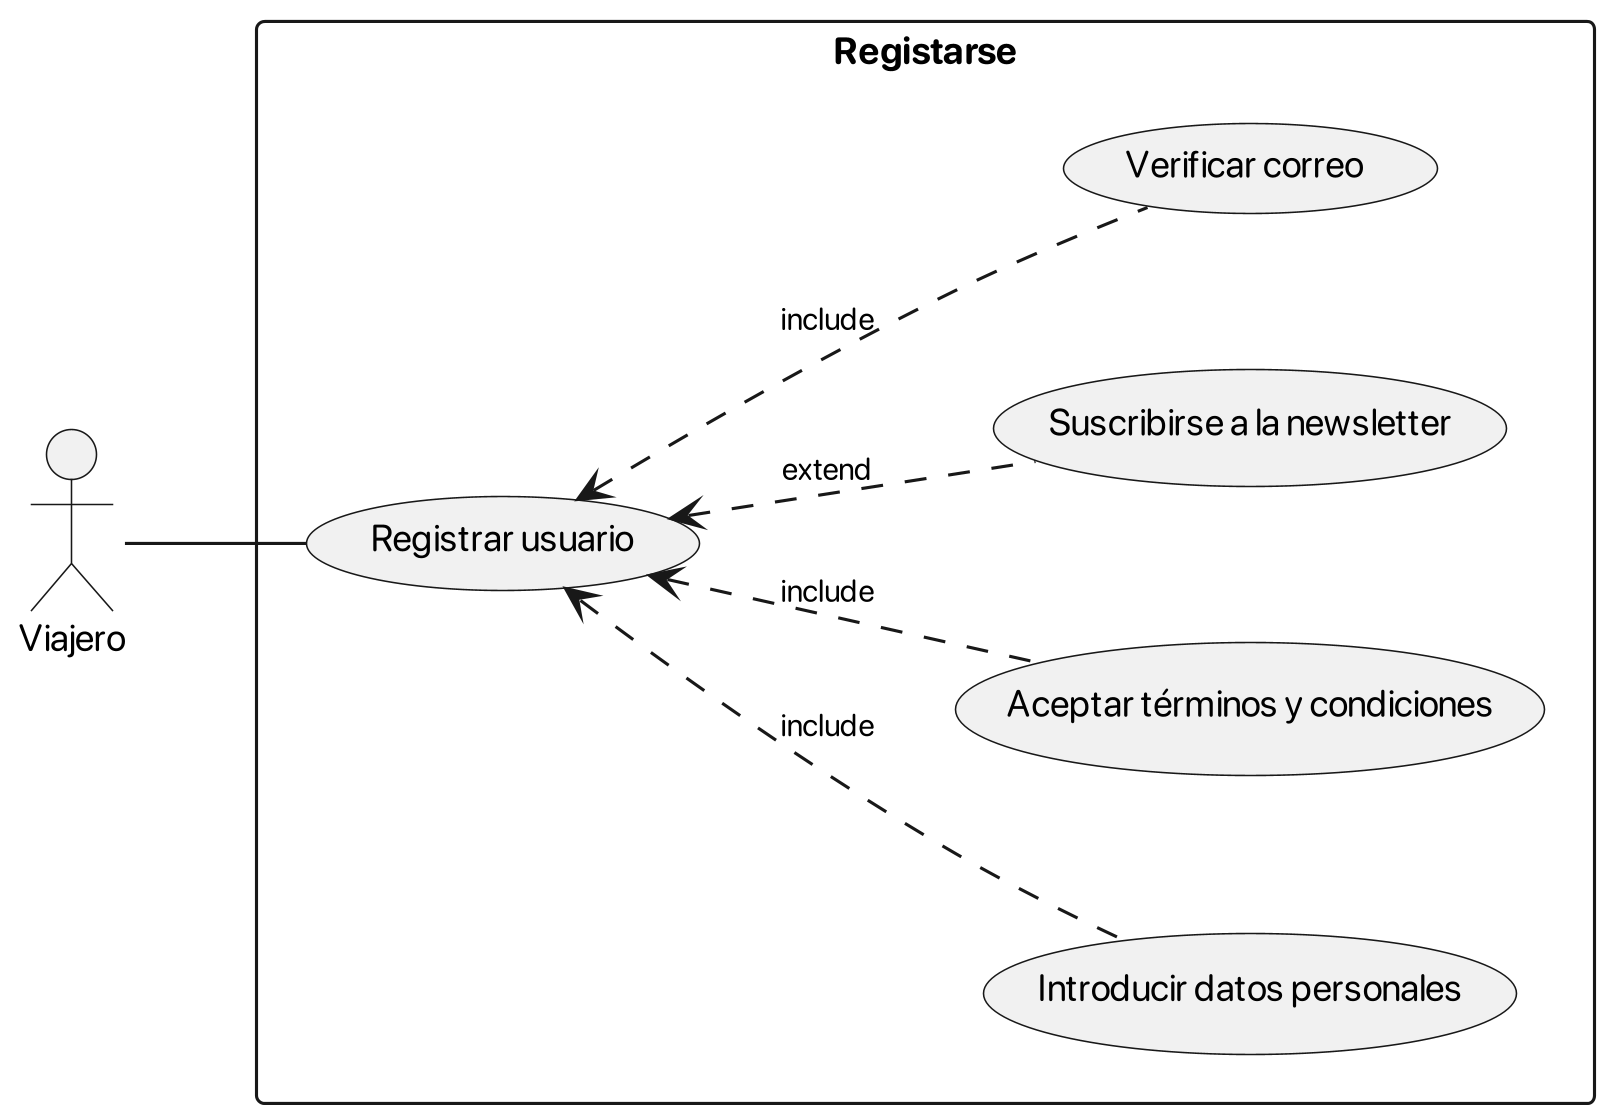 Registarse
Verificar correo
include
Suscribirse a la newsletter
extend
Registrar usuario
include
Viajero
Aceptar términos y condiciones
include
Introducir datos personales